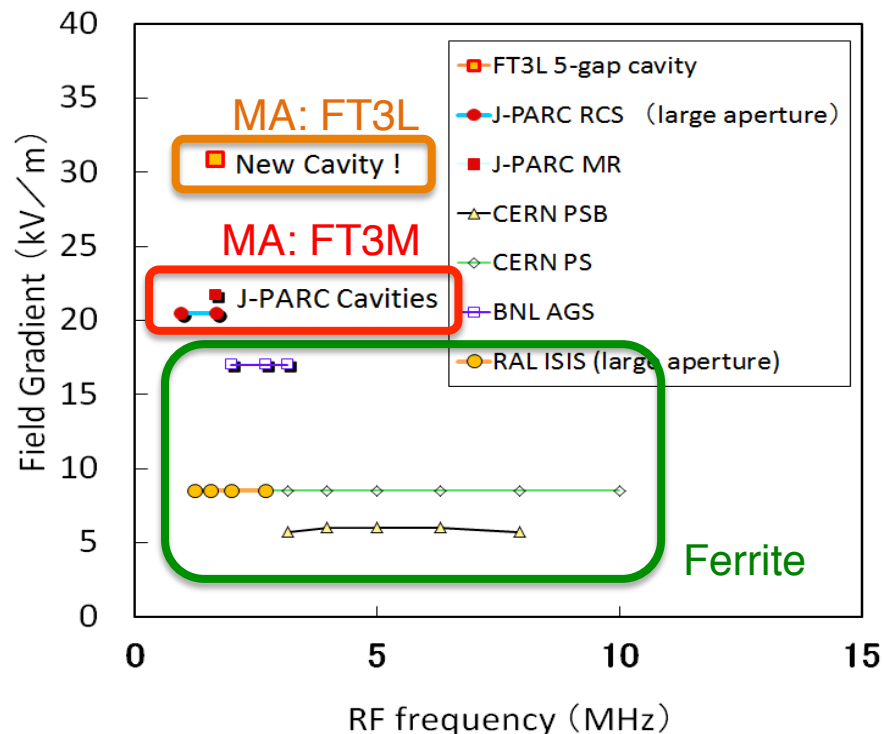 40
35
30
25
20
15
10
5
0
Field Gradient (kV/m)
MA: FT3L
New Cavity !
MA: FT3M
J-PARC Cavities
Ferrite
FT3L 5-gap cavity
J-PARC RCS （large aperture）
J-PARC MR
CERN PSB
CERN PS
BNL AGS
RAL ISIS (large aperture)
0 5 10 15
RF frequency（MHz）